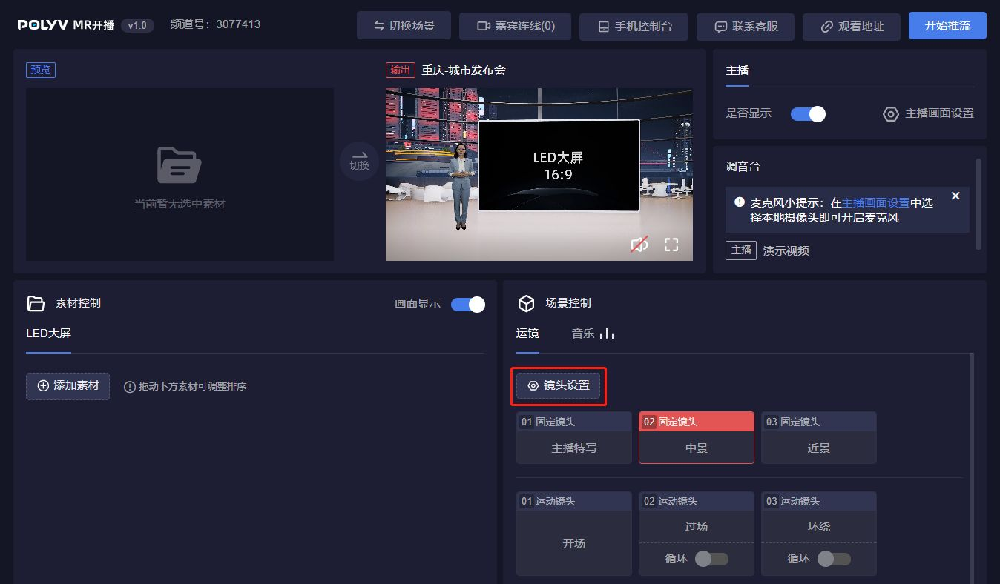 POLYV MR开播 v1.0 频道号：3077413
切换场景
嘉宾连线(0)
手机控制台
联系客服
观看地址
开始推流
预览
当前暂无选中素材
切换
输出 重庆-城市发布会
LED大屏
16:9
主播
是否显示
主播画面设置
调音台
麦克风小提示：在主播画面设置中选
择本地摄像头即可开启麦克风
主播 演示视频
素材控制
画面显示
LED大屏
添加素材
拖动下方素材可调整排序
场景控制
运镜 音乐
镜头设置
01 固定镜头
主播特写
02 固定镜头
中景
03 固定镜头
近景
01 运动镜头
开场
02 运动镜头
过场
循环
03 运动镜头
环绕
循环